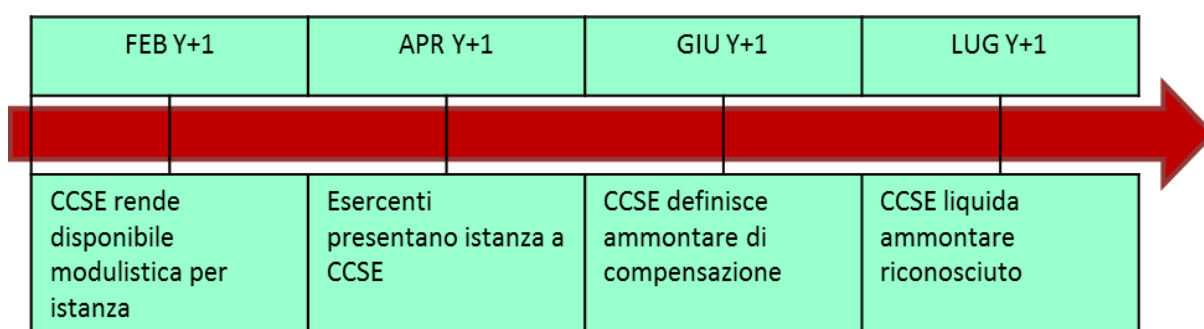 FEB Y+1
APR Y+1
GIU Y+1
LUG Y+1
CCSE rende
disponibile
modulistica per
istanza
Esercenti
presentano istanza a
CCSE
CCSE definisce
ammontare di
compensazione
CCSE liquida
ammontare
riconosciuto